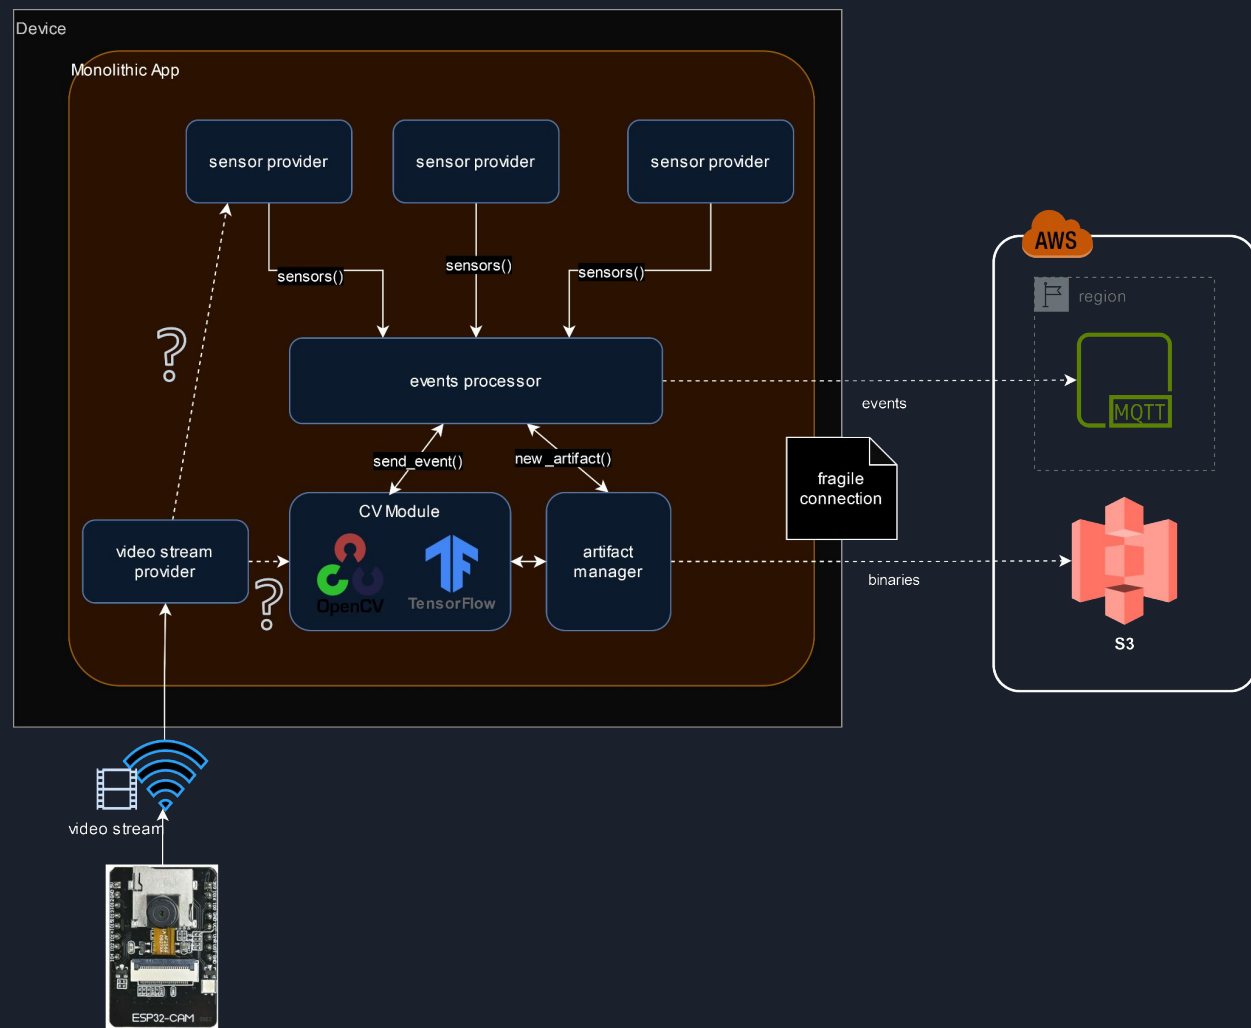 Device
Monolithic App
sensor provider
sensor provider
sensor provider
sensors()
sensors()
sensors()
AWS
region
?
events processor
events
MQTT
send_event()
new_artifact()
fragile
connection
CV Module
OpenCV
TensorFlow
video stream
provider
?
artifact
manager
binaries
S3
video stream
ESP32-CAM